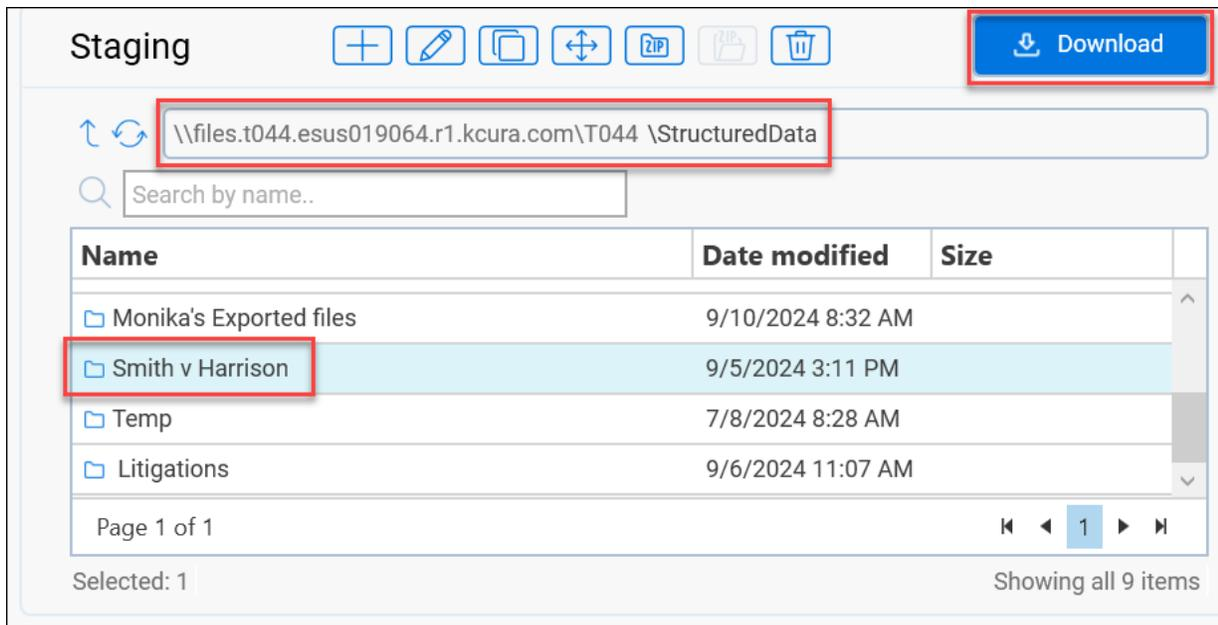 Staging
ZIP
ZIP
Download
\\files.t044.esus019064.r1.kcura.com\T044 \StructuredData
Search by name..
Name Date modified Size
Monika's Exported files 9/10/2024 8:32 AM
Smith v Harrison 9/5/2024 3:11 PM
Temp 7/8/2024 8:28 AM
Litigations 9/6/2024 11:07 AM
Page 1 of 1 1
Selected: 1 Showing all 9 items